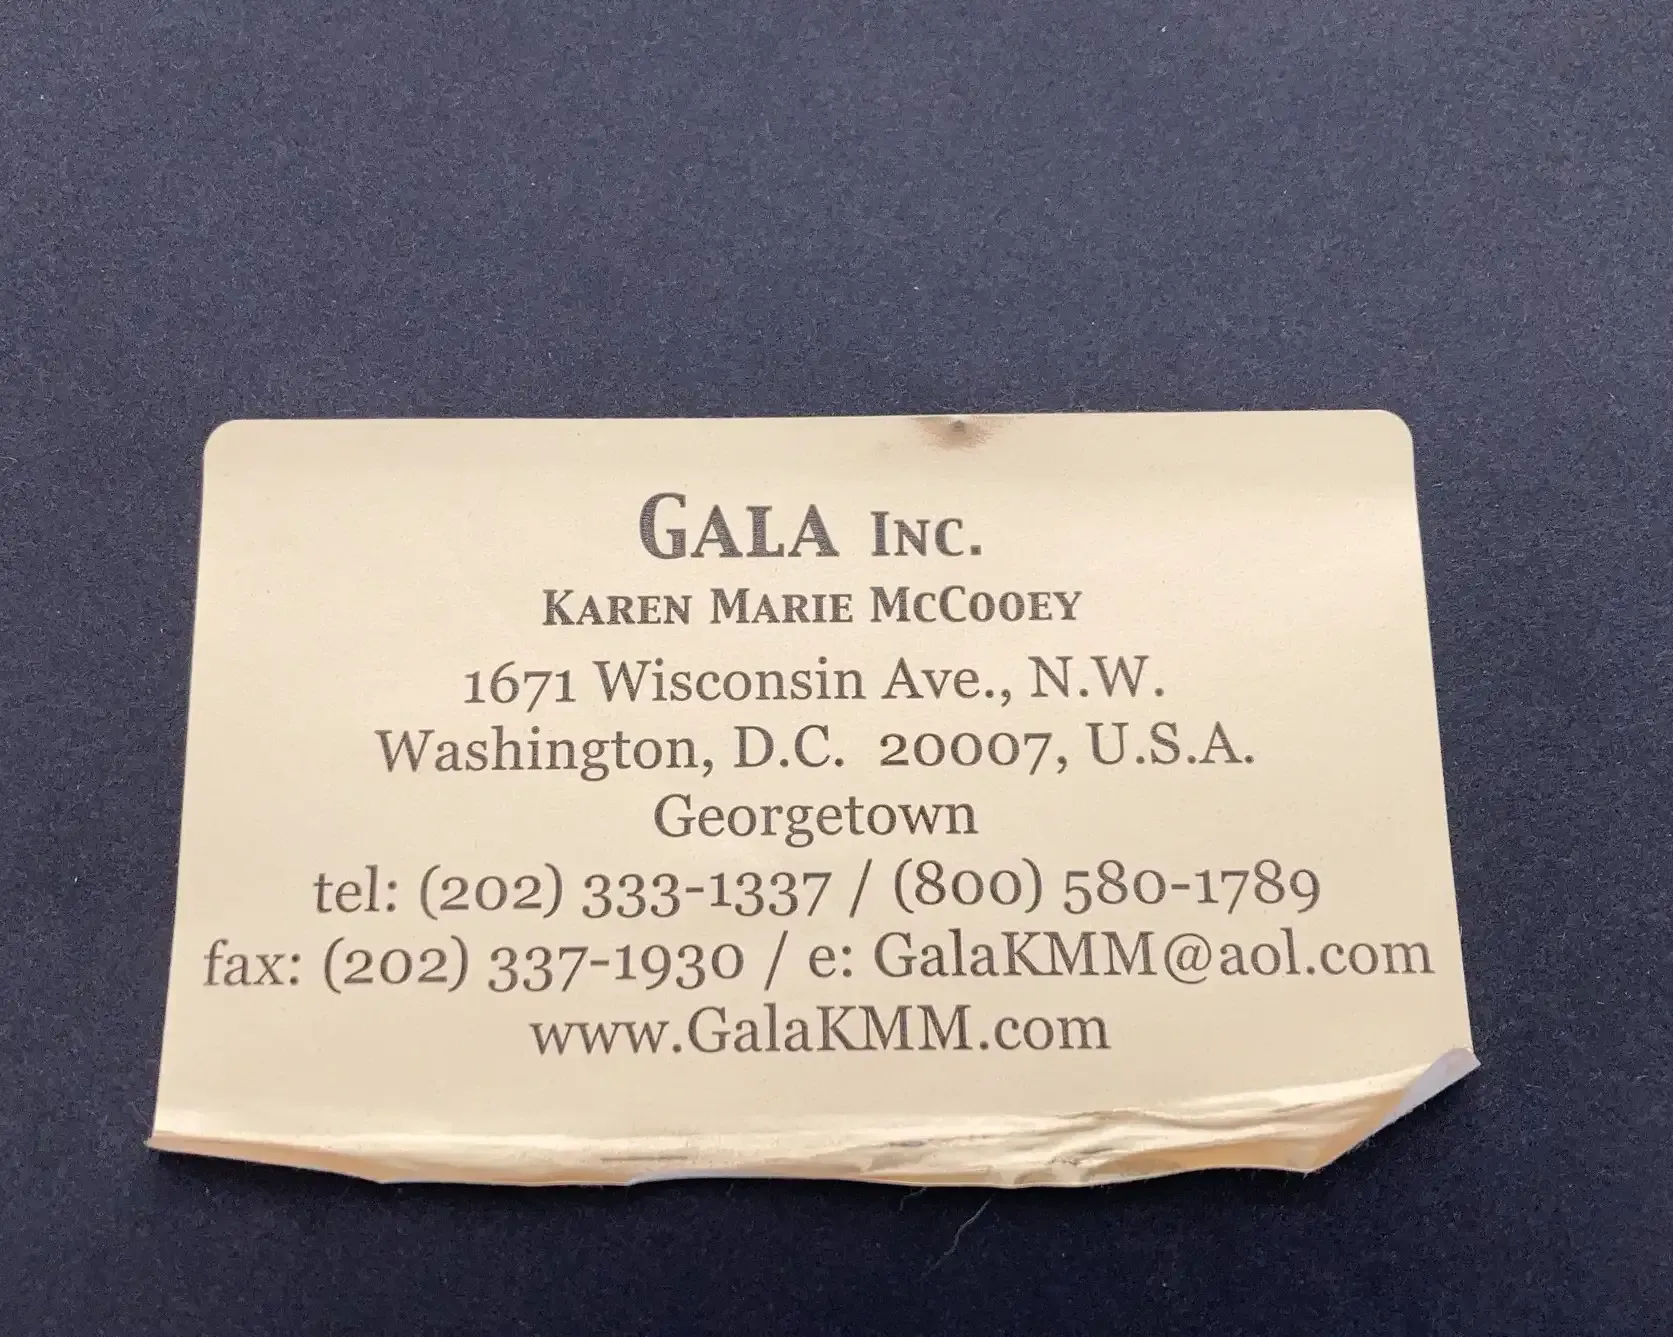 GALA INC.
KAREN MARIE MCCOOEY
1671 Wisconsin Ave., N.W.
Washington, D.C. 20007, U.S.A.
Georgetown
tel: (202) 333-1337 / (800) 580-1789
fax: (202) 337-1930 / e: GalaKMM@aol.com
www.GalaKMM.com